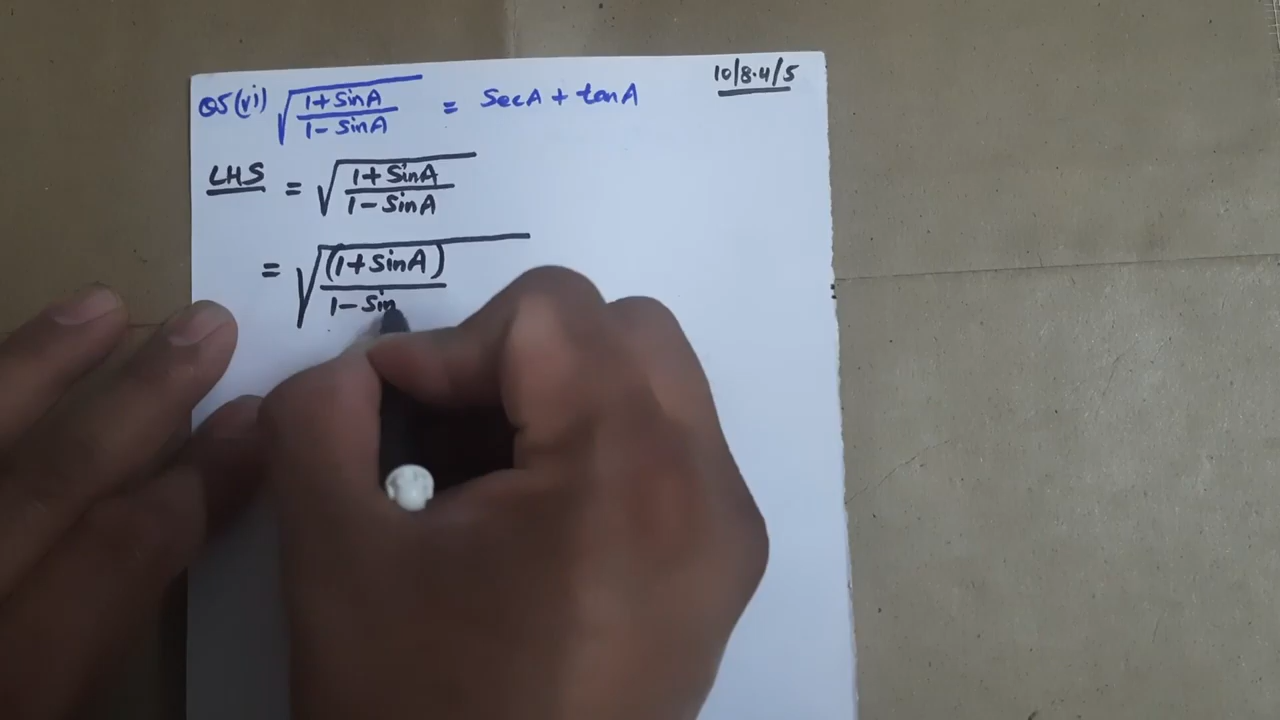 10/8.4/5
Q5(vi) √((1+SinA)/(1-SinA)) = SecA + tanA
LHS = √((1+SinA)/(1-SinA))
= √((1+SinA)/(1-Sin